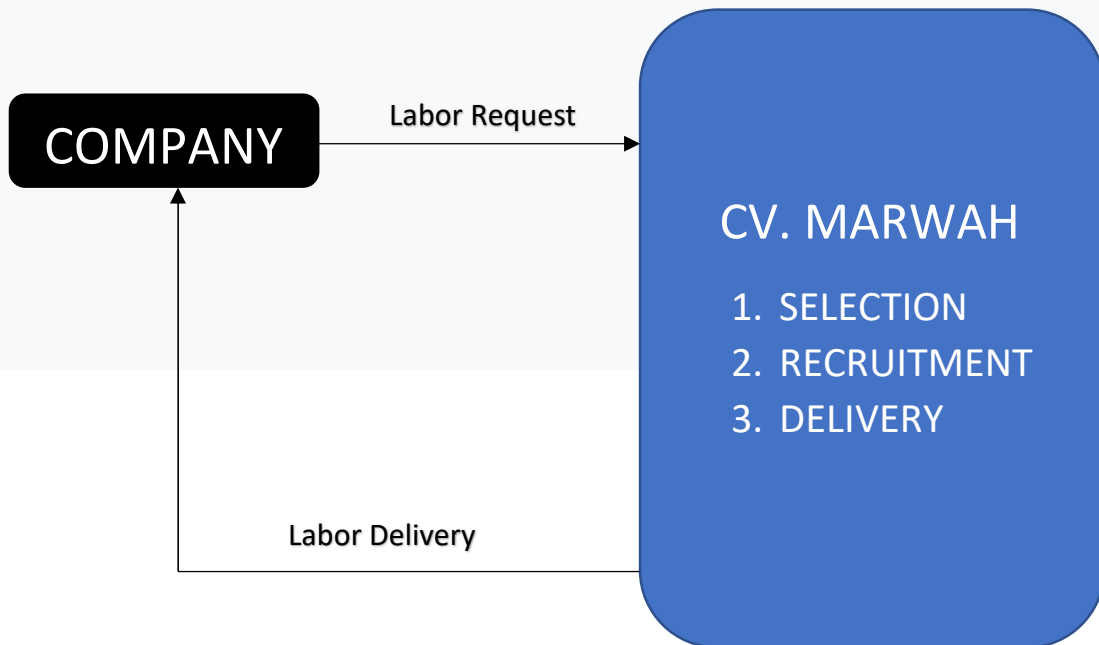 COMPANY
Labor Request
CV. MARWAH
1. SELECTION
2. RECRUITMENT
3. DELIVERY
Labor Delivery